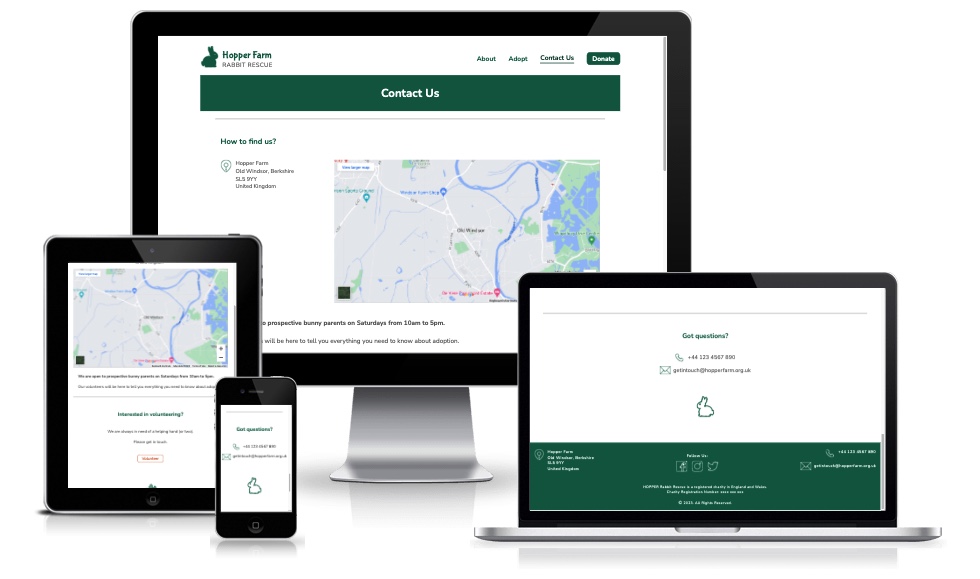 Hopper Farm
RABBIT RESCUE
About
Adopt
Contact Us
Donate
Contact Us
How to find us?
Hopper Farm
Old Windsor, Berkshire
SL5 9YY
United Kingdom
View larger map
Old Windsor
to prospective bunny parents on Saturdays from 10am to 5pm.
will be here to tell you everything you need to know about adoption.
Old Windsor
We are open to prospective bunny parents on Saturdays from 10am to 5pm.
Our volunteers will be here to tell you everything you need to know about
Interested in volunteering?
We are always in need of a helping hand (or two).
Please get in touch
Volunteer
Got questions?
+44 123 4567 890
getintouch@hopperfarm.org.uk
Got questions?
+44 123 4567 890
getintouch@hopperfarm.org.uk
Hopper Farm
Old Windsor, Berkshire
SL5 9YY
United Kingdom
Follow Us:
+44 123 4567 890
getintouch@hopperfarm.org.uk
HOPPER Rabbit Rescue is a registered charity in England and Wales.
Charity Registration Number:
© 2023. All Rights Reserved.